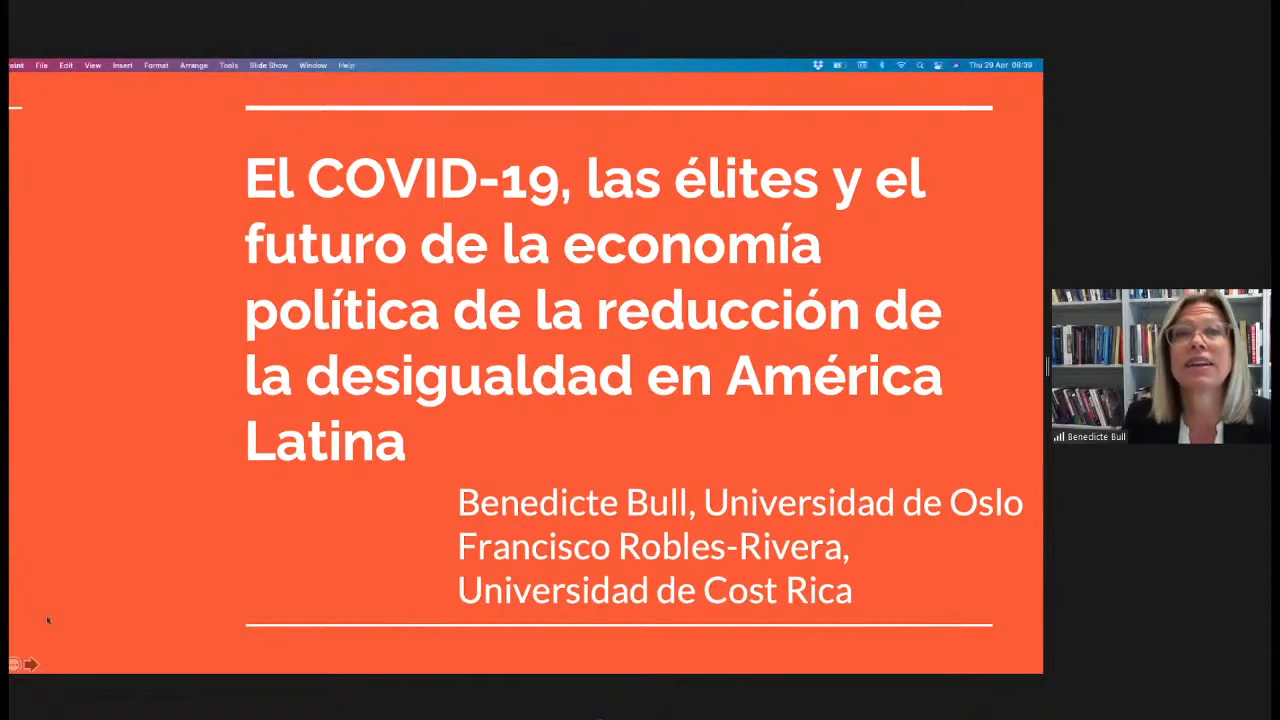 oint File Edit View Insert Format Arrange Tools Slide Show Window Help Thu 29 Apr 08:39
El COVID-19, las élites y el
futuro de la economía
política de la reducción de
la desigualdad en América
Latina
Benedicte Bull, Universidad de Oslo
Francisco Robles-Rivera,
Universidad de Cost Rica
Benedicte Bull